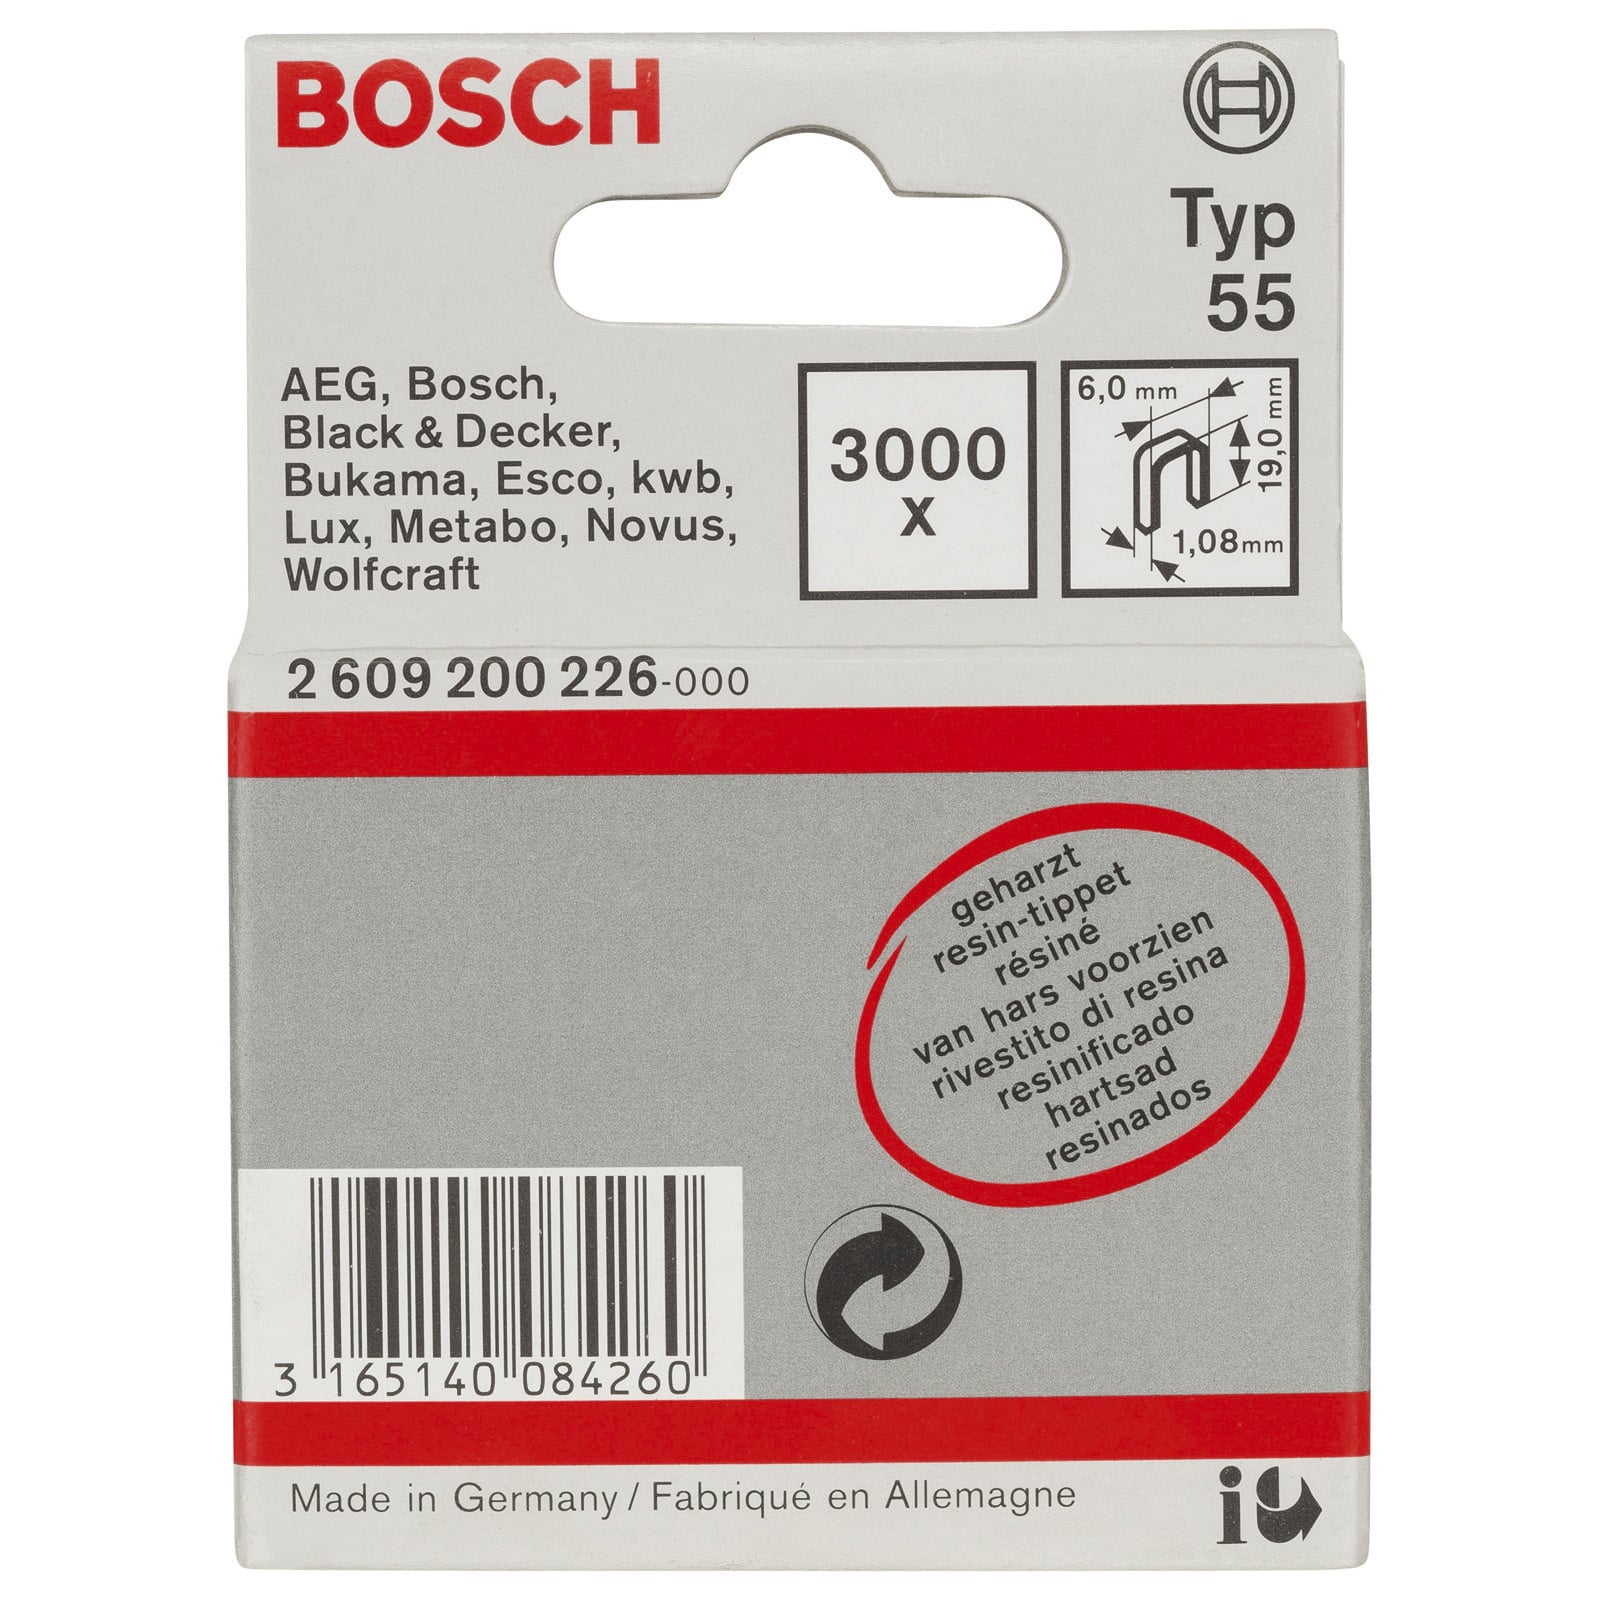 BOSCH
Typ
55
AEG, Bosch,
Black & Decker,
Bukama, Esco, kwb,
Lux, Metabo, Novus,
Wolfcraft
3000
x
6,0 mm
19,0 mm
1,08mm
2 609 200 226-000
geharzt
resin-tippet
résiné
van hars voorzien
rivestito di resina
resinificado
hartsad
resinados
3 165140 084260
Made in Germany / Fabriqué en Allemagne